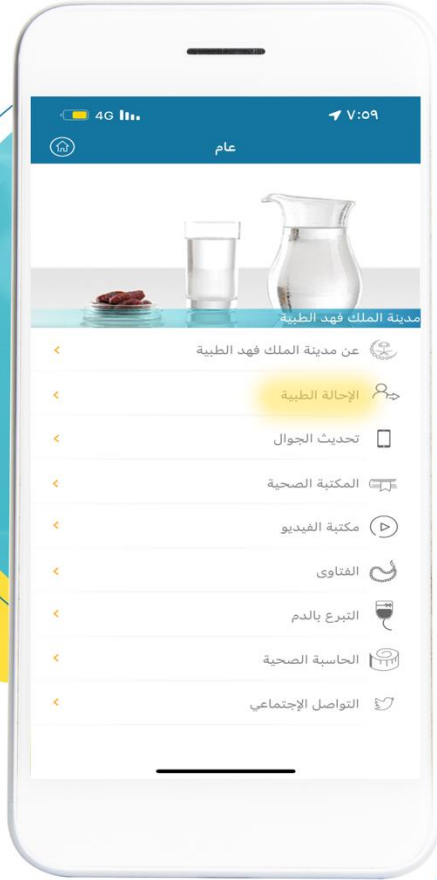 4G ٧:٥٩
عام
مدينة الملك فهد الطبية
عن مدينة الملك فهد الطبية
الإحالة الطبية
تحديث الجوال
المكتبة الصحية
مكتبة الفيديو
الفتاوى
التبرع بالدم
الحاسبة الصحية
التواصل الإجتماعي